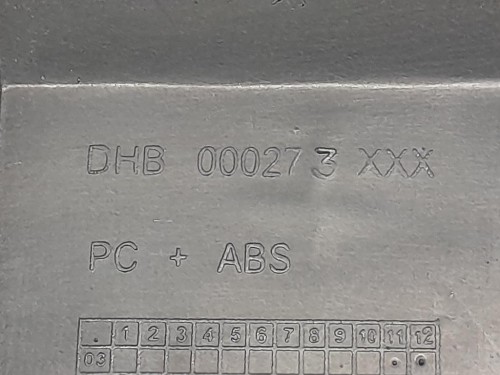 DHB 000273 XXX
PC + ABS
. 1 2 3 4 5 6 7 8 9 10 11 12
03